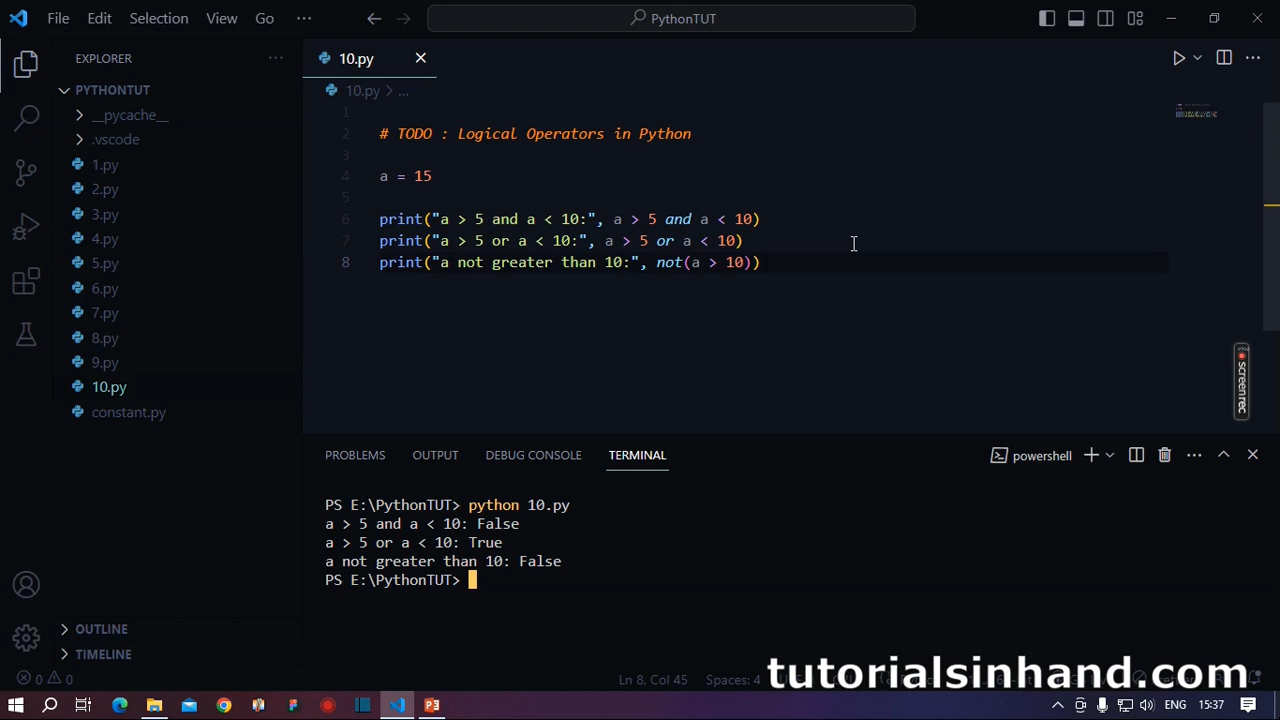 File Edit Selection View Go ··· PythonTUT
EXPLORER ···
PYTHONTUT
__pycache__
.vscode
1.py
2.py
3.py
4.py
5.py
6.py
7.py
8.py
9.py
10.py
constant.py
OUTLINE
TIMELINE
10.py
10.py > ...
1
2 # TODO : Logical Operators in Python
3
4 a = 15
5
6 print("a > 5 and a < 10:", a > 5 and a < 10)
7 print("a > 5 or a < 10:", a > 5 or a < 10)
8 print("a not greater than 10:", not(a > 10))
screenrec
PROBLEMS OUTPUT DEBUG CONSOLE TERMINAL powershell
PS E:\PythonTUT> python 10.py
a > 5 and a < 10: False
a > 5 or a < 10: True
a not greater than 10: False
PS E:\PythonTUT>
0 0 Ln 8, Col 45 Spaces: 4
tutorialsinhand.com
ENG 15:37